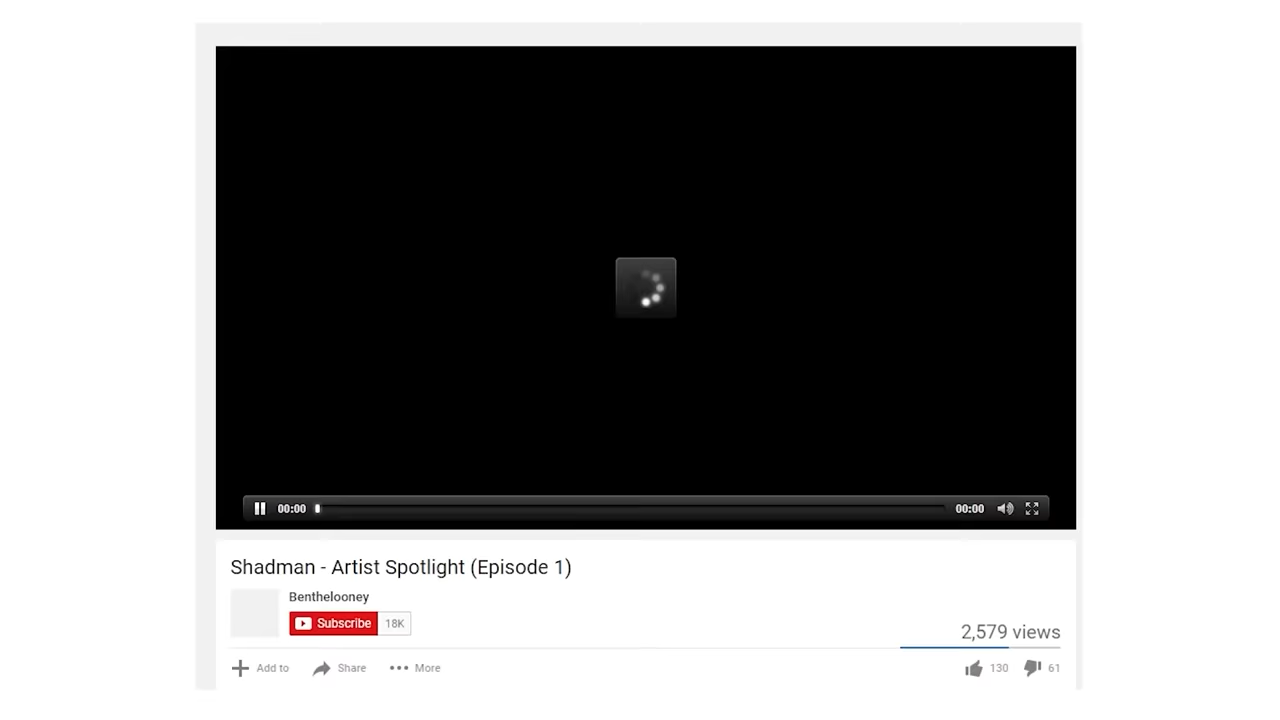 00:00 00:00
Shadman - Artist Spotlight (Episode 1)
Benthelooney
Subscribe 18K
2,579 views
Add to Share More 130 61